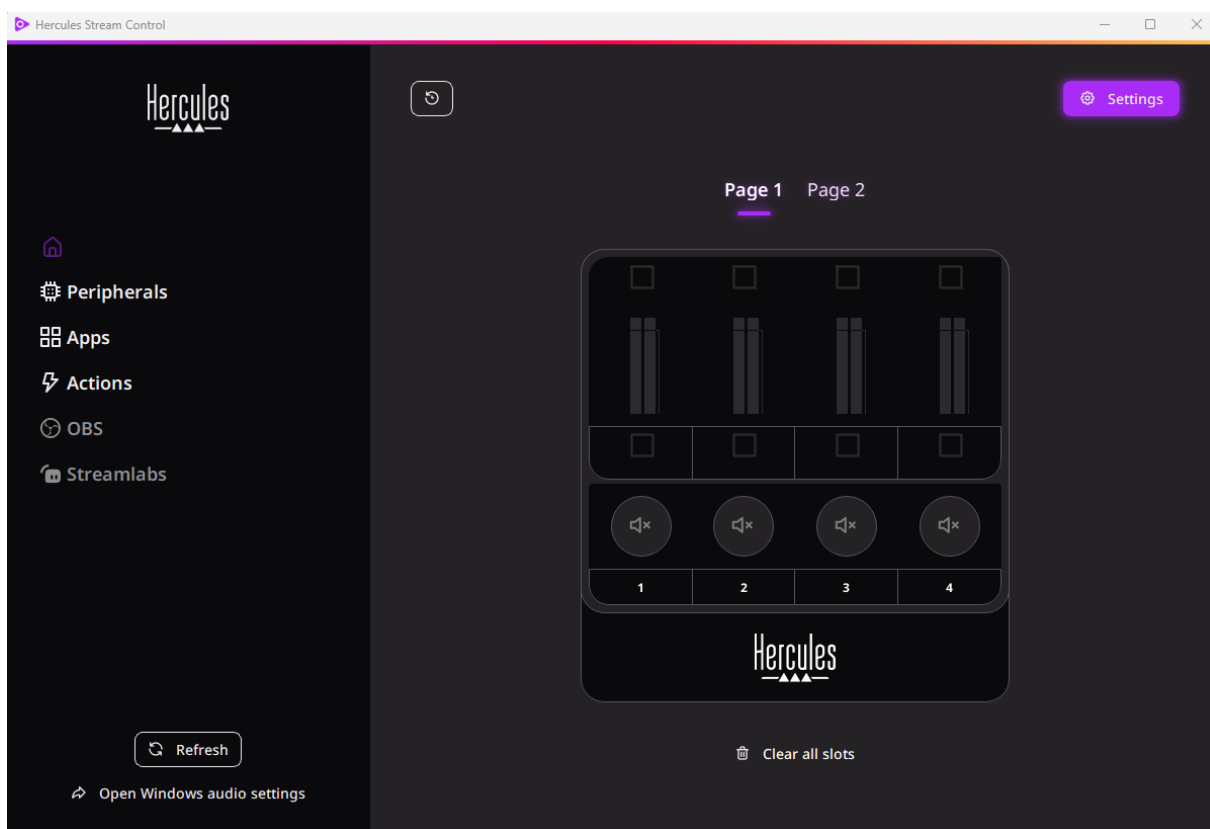 Hercules Stream Control
Hercules
Settings
Page 1 Page 2
Peripherals
Apps
Actions
OBS
Streamlabs
1 2 3 4
Hercules
Refresh
Clear all slots
Open Windows audio settings